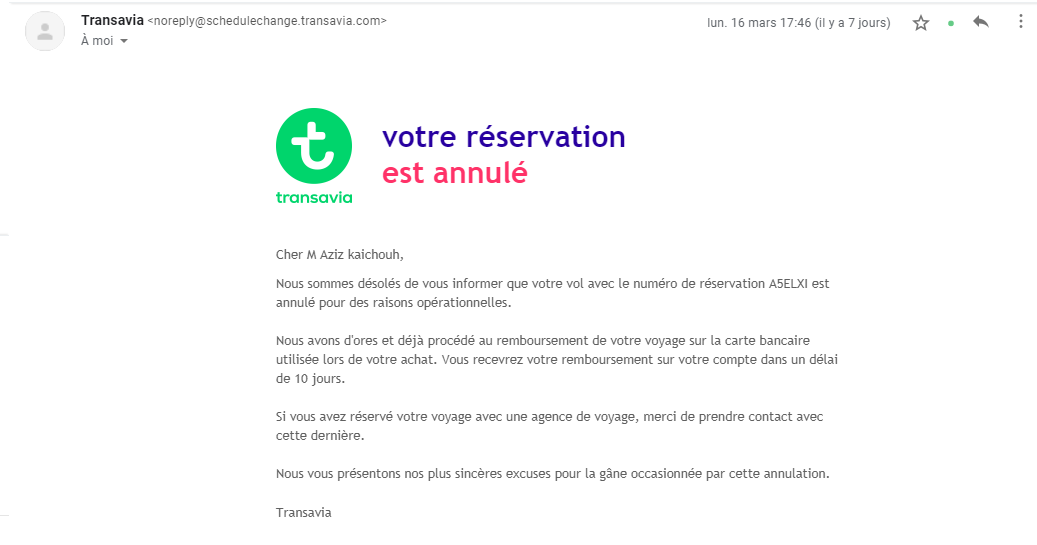 Transavia <noreply@schedulechange.transavia.com>
lun. 16 mars 17:46 (il y a 7 jours)
À moi
transavia
votre réservation
est annulé
Cher M Aziz kaichouh,
Nous sommes désolés de vous informer que votre vol avec le numéro de réservation A5ELXI est
annulé pour des raisons opérationnelles.
Nous avons d'ores et déjà procédé au remboursement de votre voyage sur la carte bancaire
utilisée lors de votre achat. Vous recevrez votre remboursement sur votre compte dans un délai
de 10 jours.
Si vous avez réservé votre voyage avec une agence de voyage, merci de prendre contact avec
cette dernière.
Nous vous présentons nos plus sincères excuses pour la gâne occasionnée par cette annulation.
Transavia